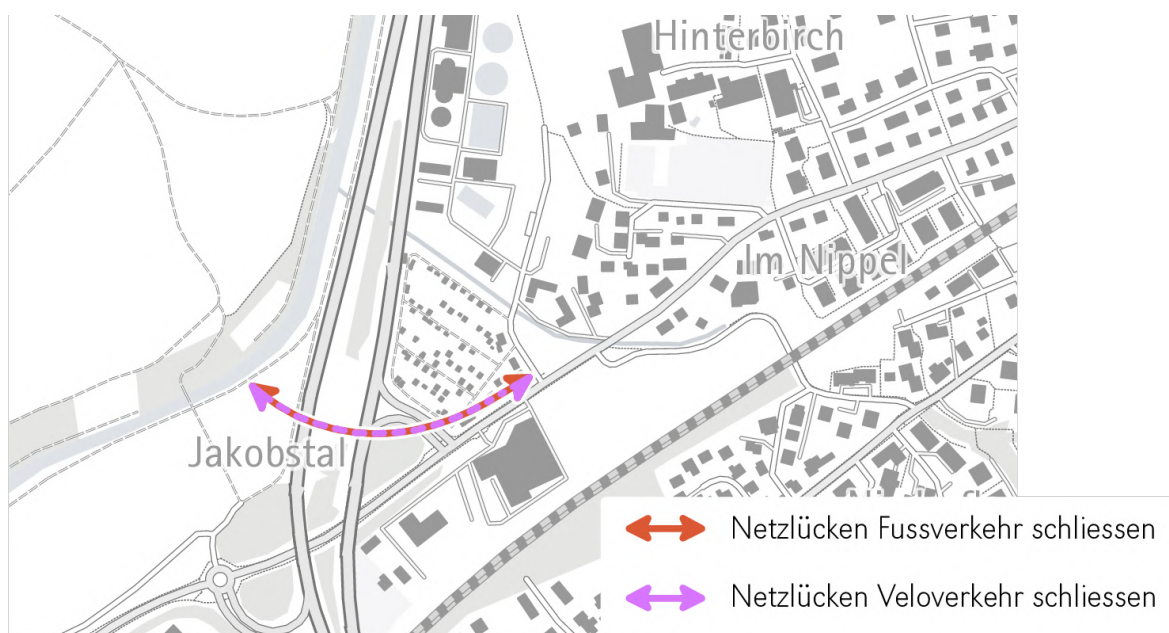 Hinterbirch
Im Nippel
Jakobstal
Netzlücken Fussverkehr schliessen
Netzlücken Veloverkehr schliessen